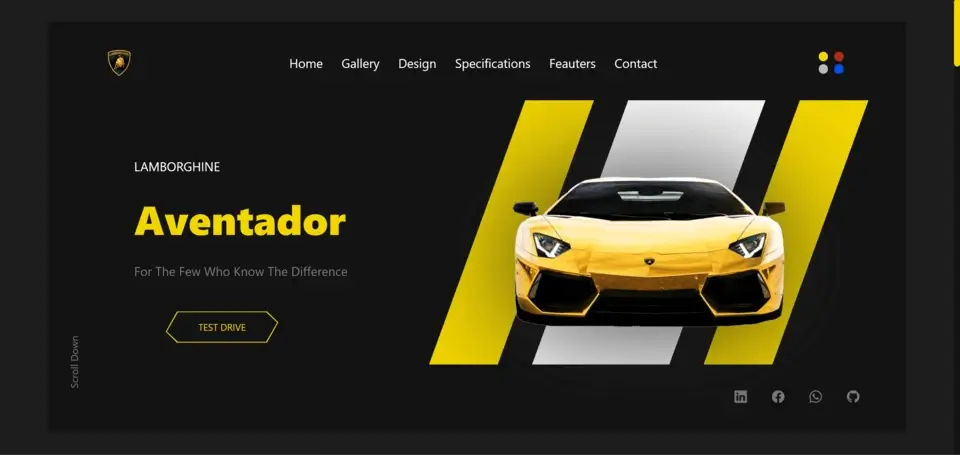 Home Gallery Design Specifications Feauters Contact
LAMBORGHINE
Aventador
For The Few Who Know The Difference
TEST DRIVE
Scroll Down
in